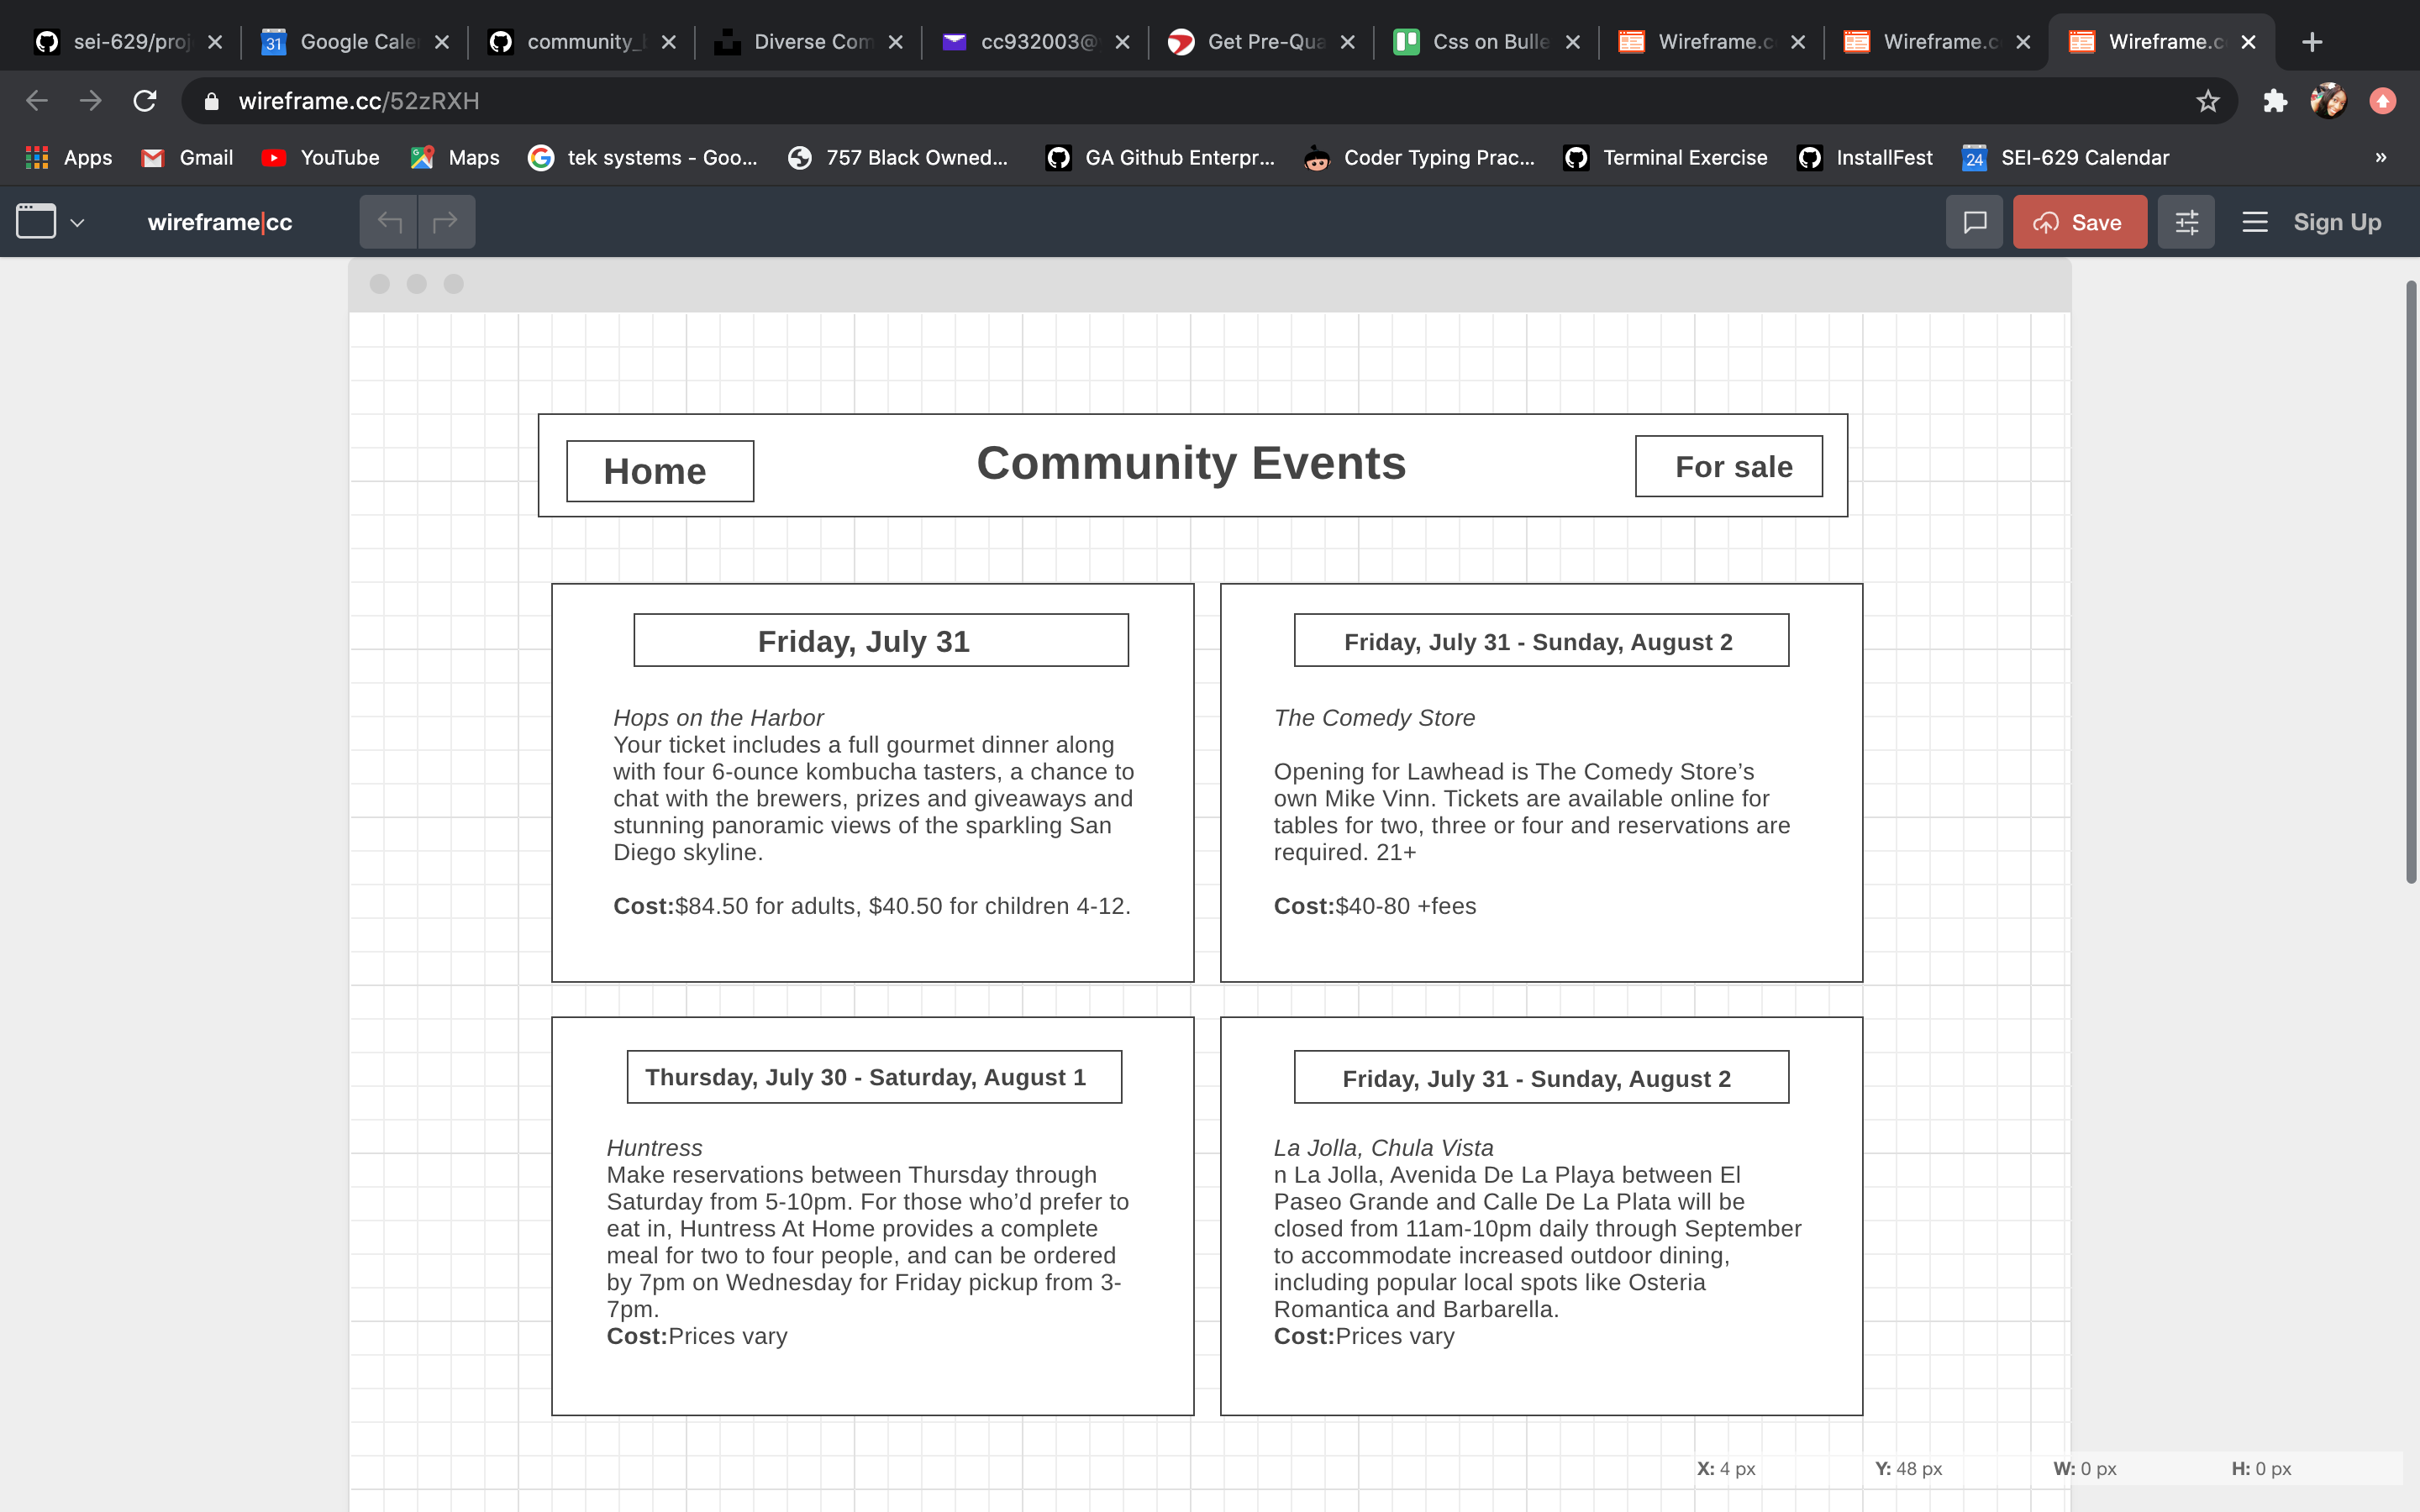 sei-629/proj
Google Cale
community_
Diverse Com
cc932003@
Get Pre-Qua
Css on Bulle
Wireframe.c
Wireframe.c
Wireframe.c
wireframe.cc/52zRXH
Apps
Gmail
YouTube
Maps
tek systems - Goo...
757 Black Owned...
GA Github Enterpr...
Coder Typing Prac...
Terminal Exercise
InstallFest
24
SEI-629 Calendar
»
wireframe|cc
Save
Sign Up
Home
Community Events
For sale
Friday, July 31
Hops on the Harbor
Your ticket includes a full gourmet dinner along
with four 6-ounce kombucha tasters, a chance to
chat with the brewers, prizes and giveaways and
stunning panoramic views of the sparkling San
Diego skyline.
Cost:$84.50 for adults, $40.50 for children 4-12.
Friday, July 31 - Sunday, August 2
The Comedy Store
Opening for Lawhead is The Comedy Store’s
own Mike Vinn. Tickets are available online for
tables for two, three or four and reservations are
required. 21+
Cost:$40-80 +fees
Thursday, July 30 - Saturday, August 1
Huntress
Make reservations between Thursday through
Saturday from 5-10pm. For those who’d prefer to
eat in, Huntress At Home provides a complete
meal for two to four people, and can be ordered
by 7pm on Wednesday for Friday pickup from 3-
7pm.
Cost:Prices vary
Friday, July 31 - Sunday, August 2
La Jolla, Chula Vista
n La Jolla, Avenida De La Playa between El
Paseo Grande and Calle De La Plata will be
closed from 11am-10pm daily through September
to accommodate increased outdoor dining,
including popular local spots like Osteria
Romantica and Barbarella.
Cost:Prices vary
X: 4 px
Y: 48 px
W: 0 px
H: 0 px